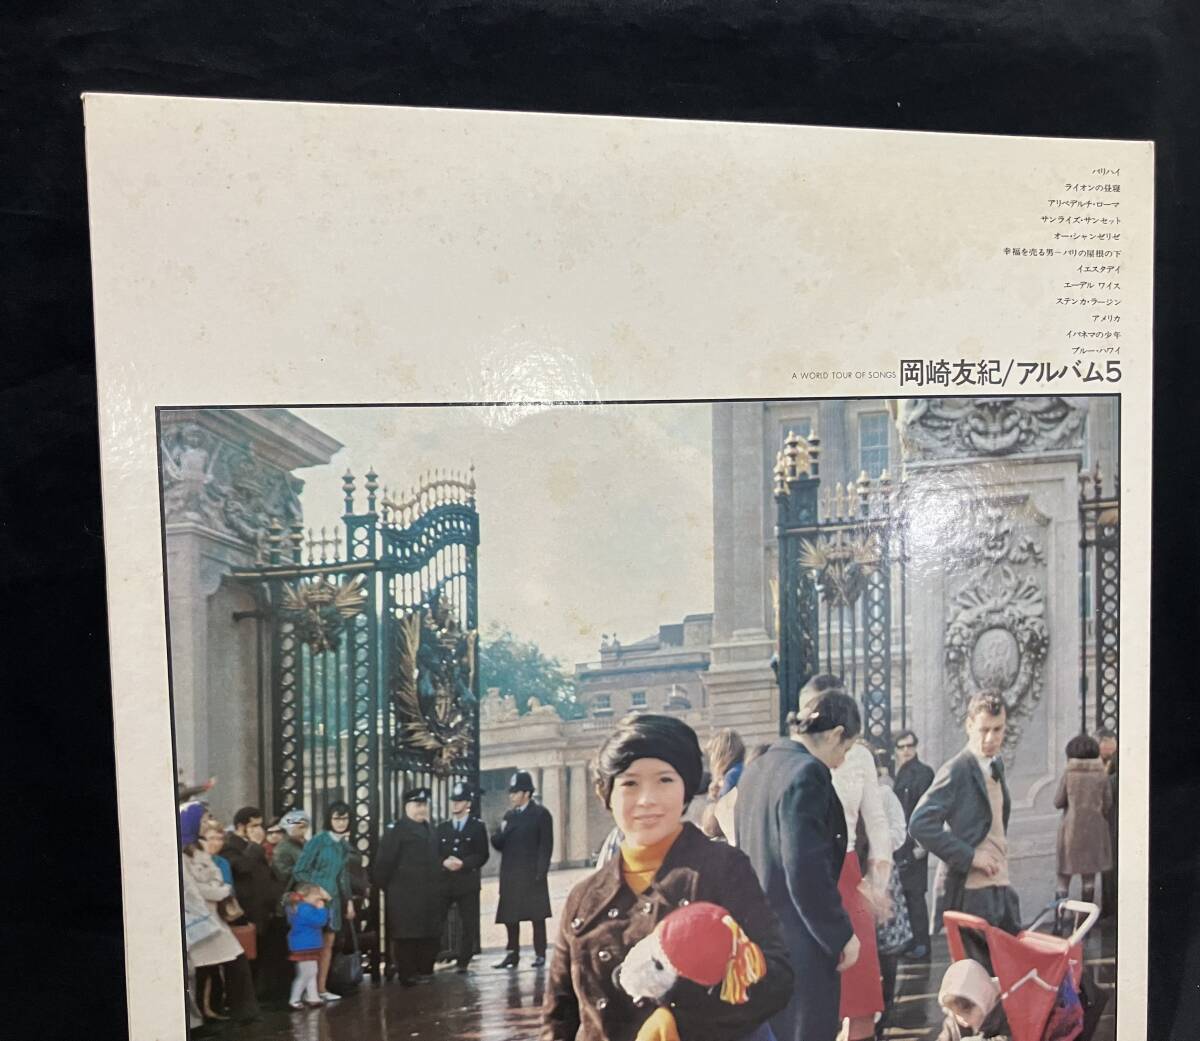 バリハイ
ライオンの昼寝
アリベデルチ・ローマ
サンライズ・サンセット
オー・シャンゼリゼ
幸福を売る男－パリの屋根の下
イエスタデイ
エーデル ワイス
ステンカ・ラージン
アメリカ
イパネマの少年
ブルー・ハワイ
A WORLD TOUR OF SONGS 岡崎友紀/アルバム5